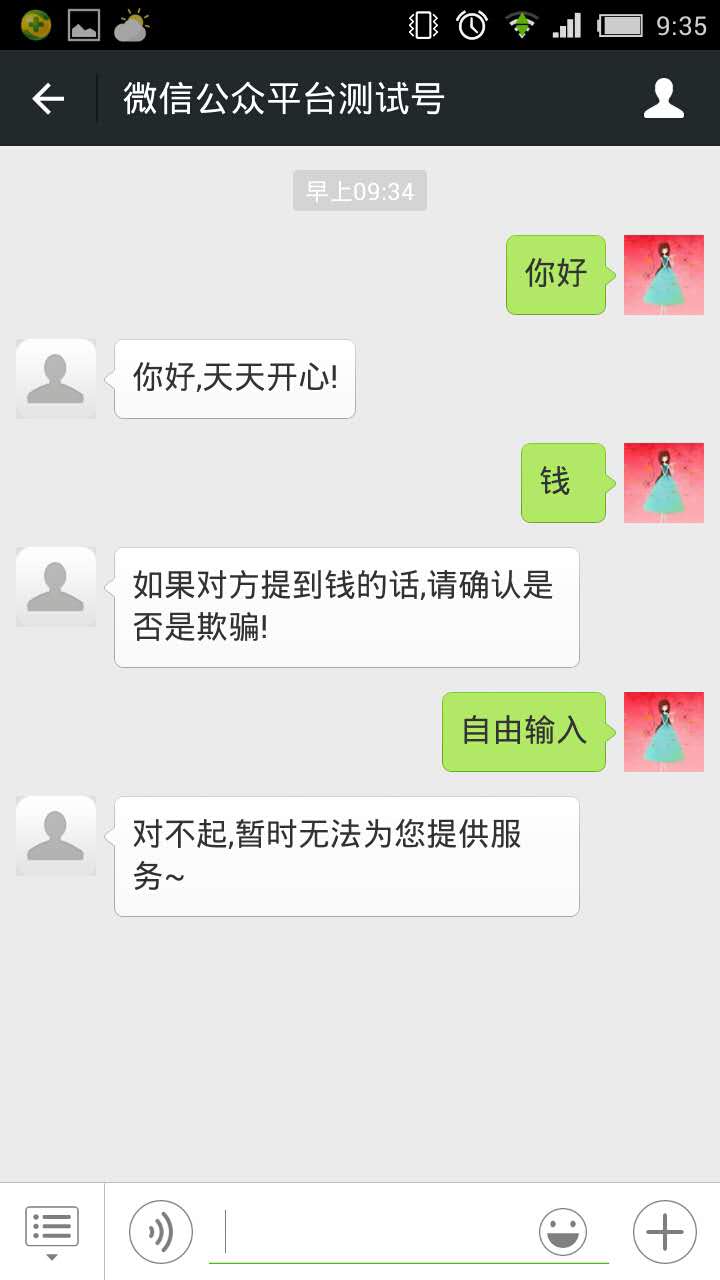 9:35
微信公众平台测试号
早上09:34
你好
你好,天天开心!
钱
如果对方提到钱的话,请确认是
否是欺骗!
自由输入
对不起,暂时无法为您提供服
务~